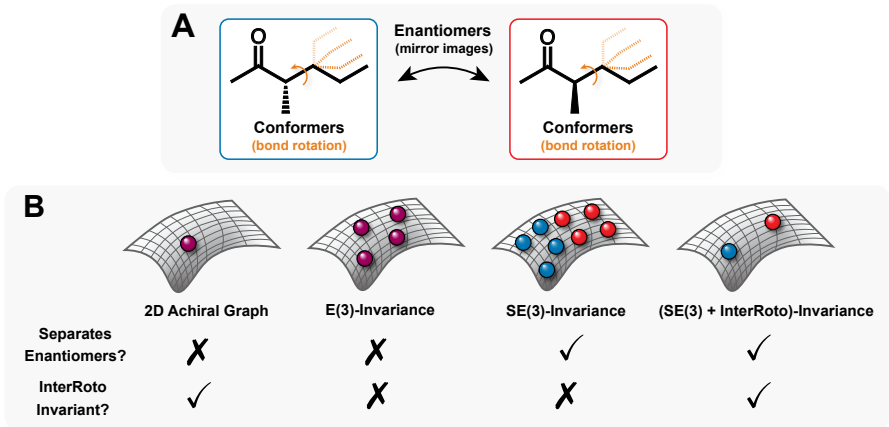 A
O
Conformers
(bond rotation)
Enantiomers
(mirror images)
O
Conformers
(bond rotation)
B
2D Achiral Graph
E(3)-Invariance
SE(3)-Invariance
(SE(3) + InterRoto)-Invariance
Separates
Enantiomers?
✗ ✗ ✓ ✓
InterRoto
Invariant?
✓ ✗ ✗ ✓